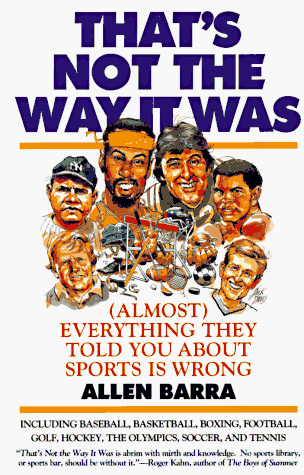 THAT'S
NOT THE
WAY IT WAS
(ALMOST)
EVERYTHING THEY
TOLD YOU ABOUT
SPORTS IS WRONG
ALLEN BARRA
INCLUDING BASEBALL, BASKETBALL, BOXING, FOOTBALL,
GOLF, HOCKEY, THE OLYMPICS, SOCCER, AND TENNIS
"That's Not the Way It Was is abrim with mirth and knowledge. No sports library,
or sports bar, should be without it."—Roger Kahn, author of The Boys of Summer